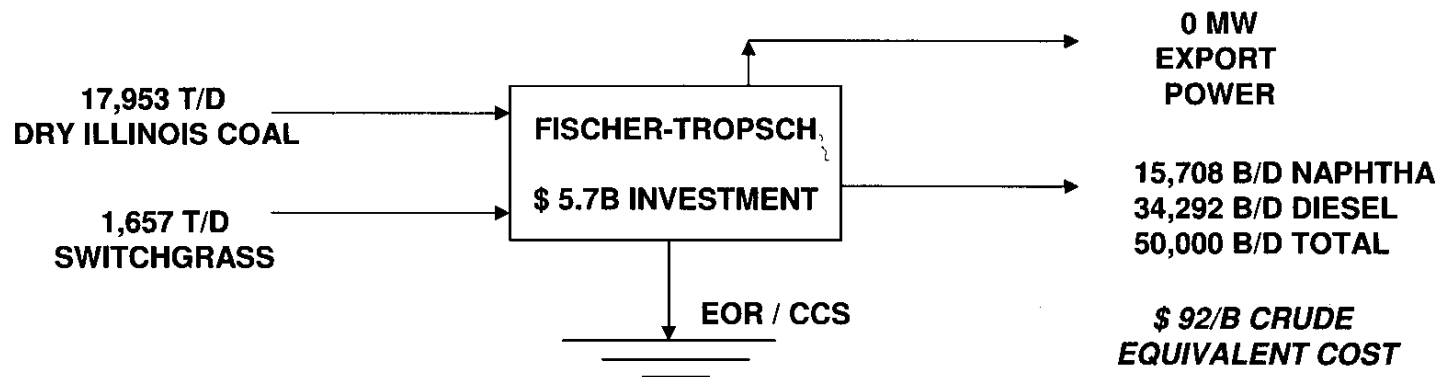 0 MW
EXPORT
POWER
17,953 T/D
DRY ILLINOIS COAL
FISCHER-TROPSCH
$ 5.7B INVESTMENT
1,657 T/D
SWITCHGRASS
15,708 B/D NAPHTHA
34,292 B/D DIESEL
50,000 B/D TOTAL
EOR / CCS
$ 92/B CRUDE
EQUIVALENT COST